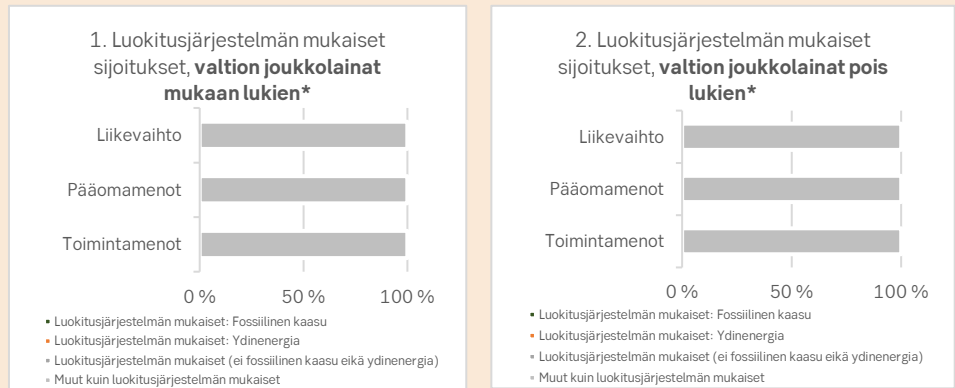 1. Luokitusjärjestelmän mukaiset
sijoitukset, valtion joukkolainat
mukaan lukien*
Liikevaihto
Pääomamenot
Toimintamenot
0 % 50 % 100 %
Luokitusjärjestelmän mukaiset: Fossiilinen kaasu
Luokitusjärjestelmän mukaiset: Ydinenergia
Luokitusjärjestelmän mukaiset (ei fossiilinen kaasu eikä ydinenergia)
Muut kuin luokitusjärjestelmän mukaiset
2. Luokitusjärjestelmän mukaiset
sijoitukset, valtion joukkolainat pois
lukien*
Liikevaihto
Pääomamenot
Toimintamenot
0 % 50 % 100 %
Luokitusjärjestelmän mukaiset: Fossiilinen kaasu
Luokitusjärjestelmän mukaiset: Ydinenergia
Luokitusjärjestelmän mukaiset (ei fossiilinen kaasu eikä ydinenergia)
Muut kuin luokitusjärjestelmän mukaiset